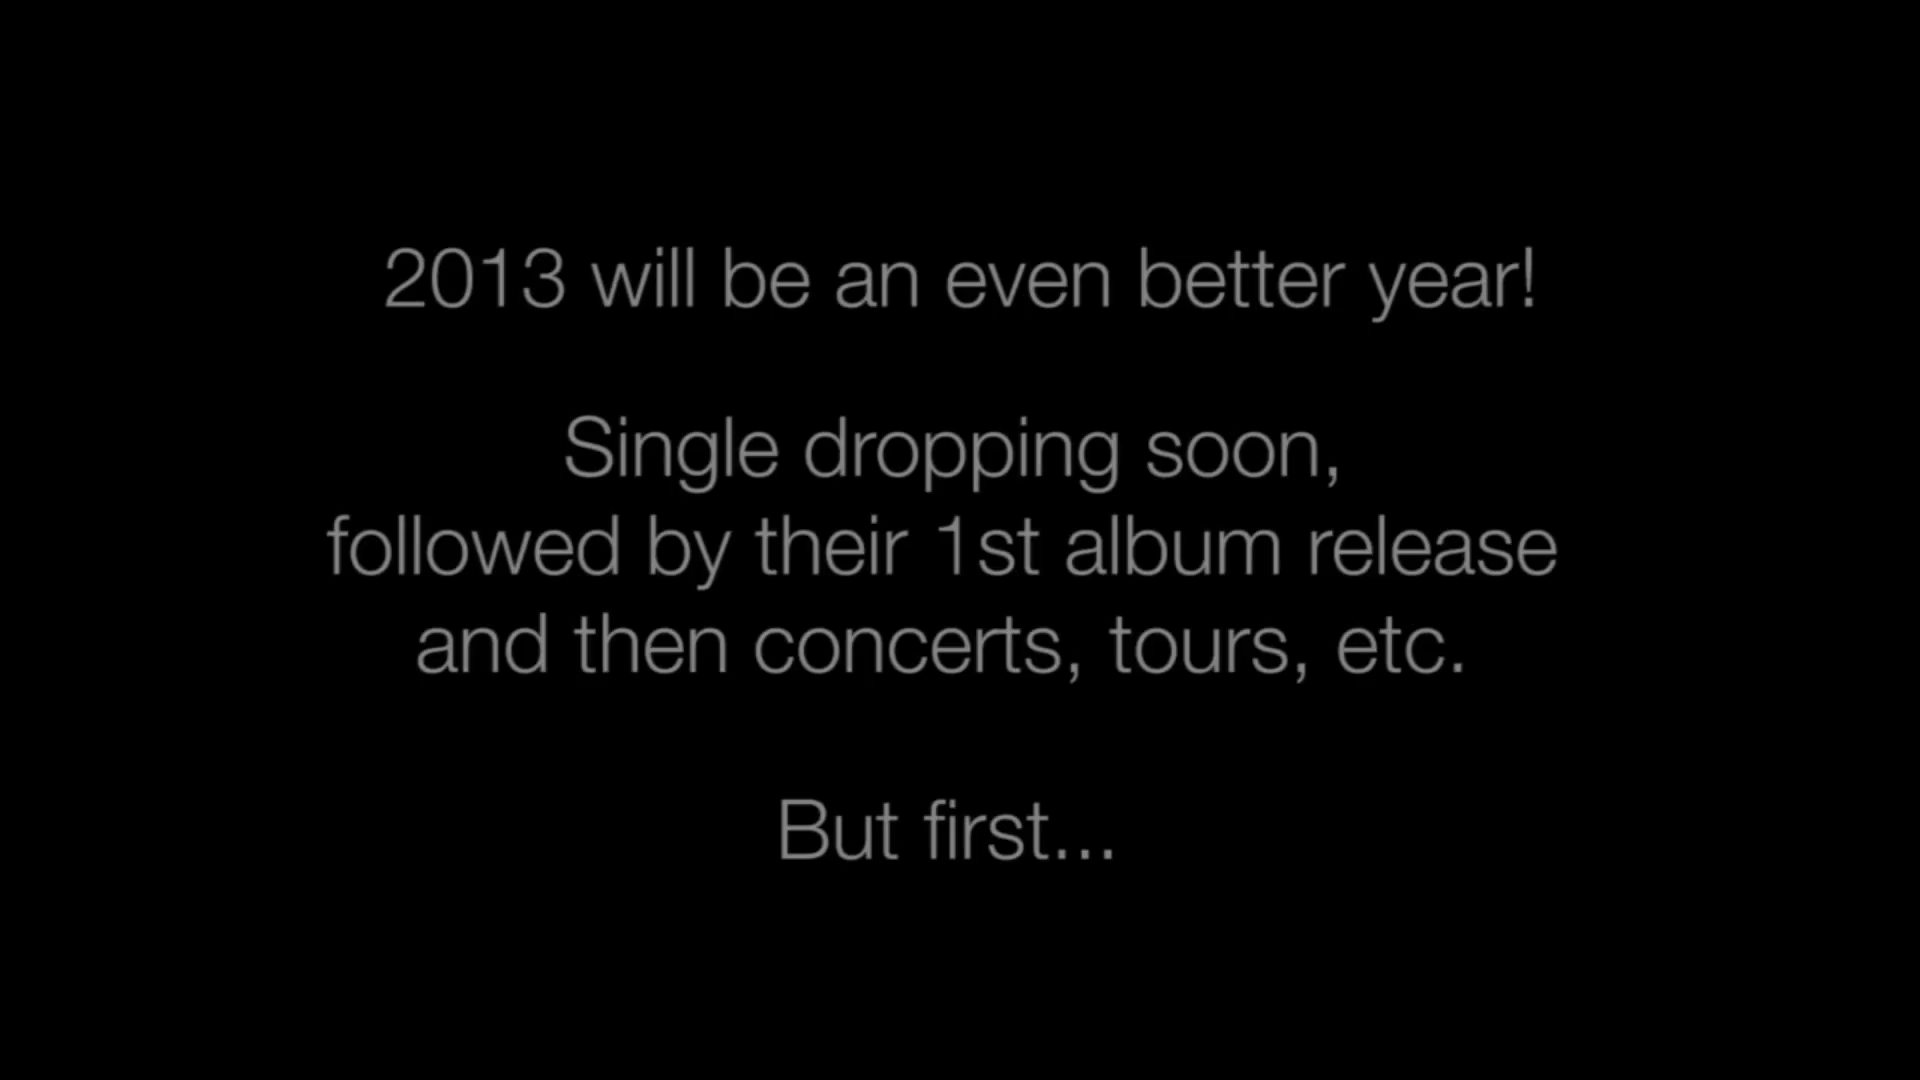 2013 will be an even better year!
Single dropping soon,
followed by their 1st album release
and then concerts, tours, etc.
But first...